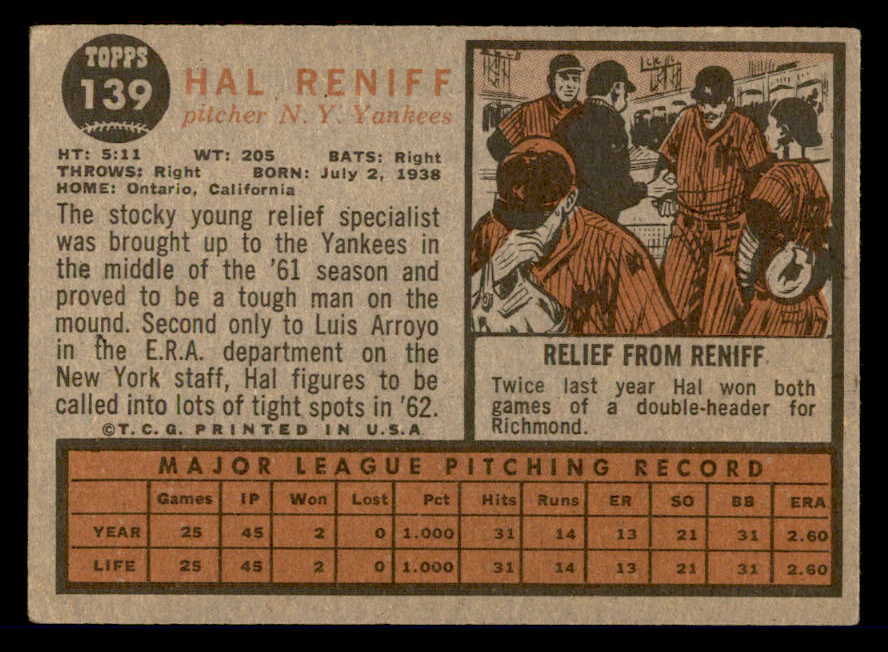 TOPPS
139
HAL RENIFF
pitcher N. Y. Yankees
HT: 5:11 WT: 205 BATS: Right
THROWS: Right BORN: July 2, 1938
HOME: Ontario, California
The stocky young relief specialist
was brought up to the Yankees in
the middle of the '61 season and
proved to be a tough man on the
mound. Second only to Luis Arroyo
in the E.R.A. department on the
New York staff, Hal figures to be
called into lots of tight spots in '62.
©T. C. G. PRINTED IN U.S.A
RELIEF FROM RENIFF
Twice last year Hal won both
games of a double-header for
Richmond.
MAJOR LEAGUE PITCHING RECORD
Games IP Won Lost Pct Hits Runs ER SO BB ERA
YEAR 25 45 2 0 1.000 31 14 13 21 31 2.60
LIFE 25 45 2 0 1.000 31 14 13 21 31 2.60